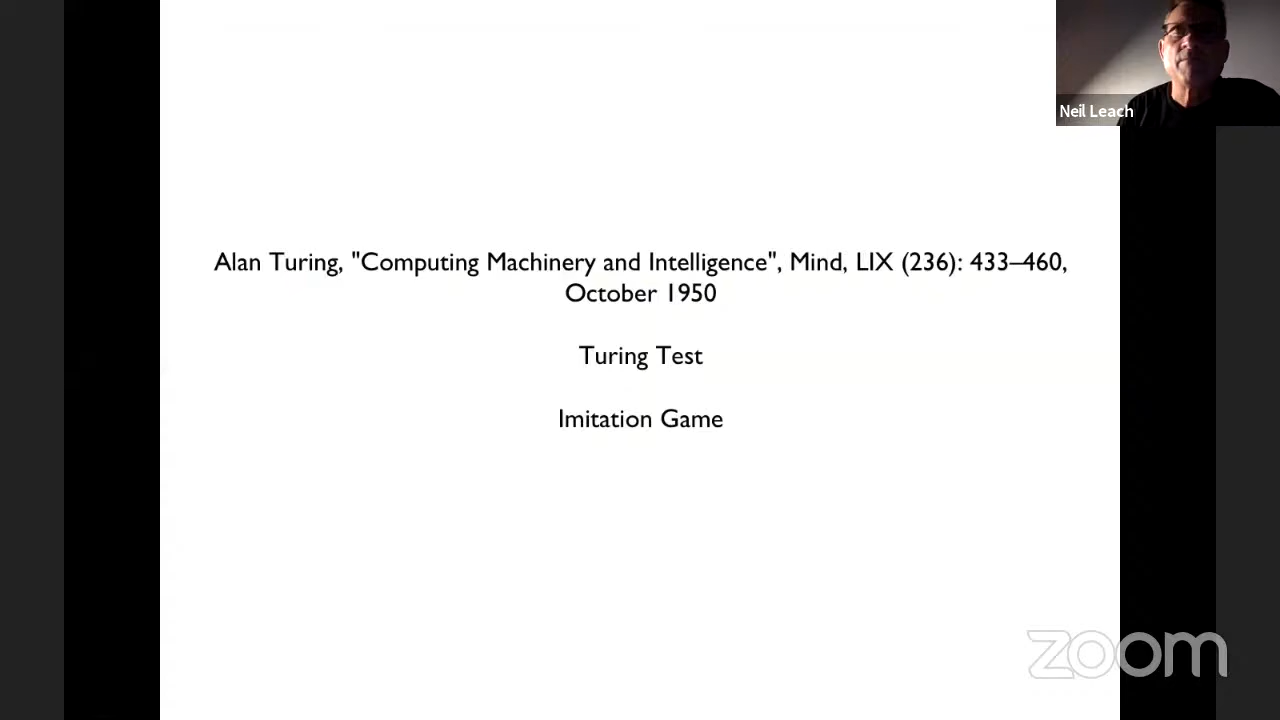 Neil Leach
Alan Turing, "Computing Machinery and Intelligence", Mind, LIX (236): 433–460,
October 1950
Turing Test
Imitation Game
zoom